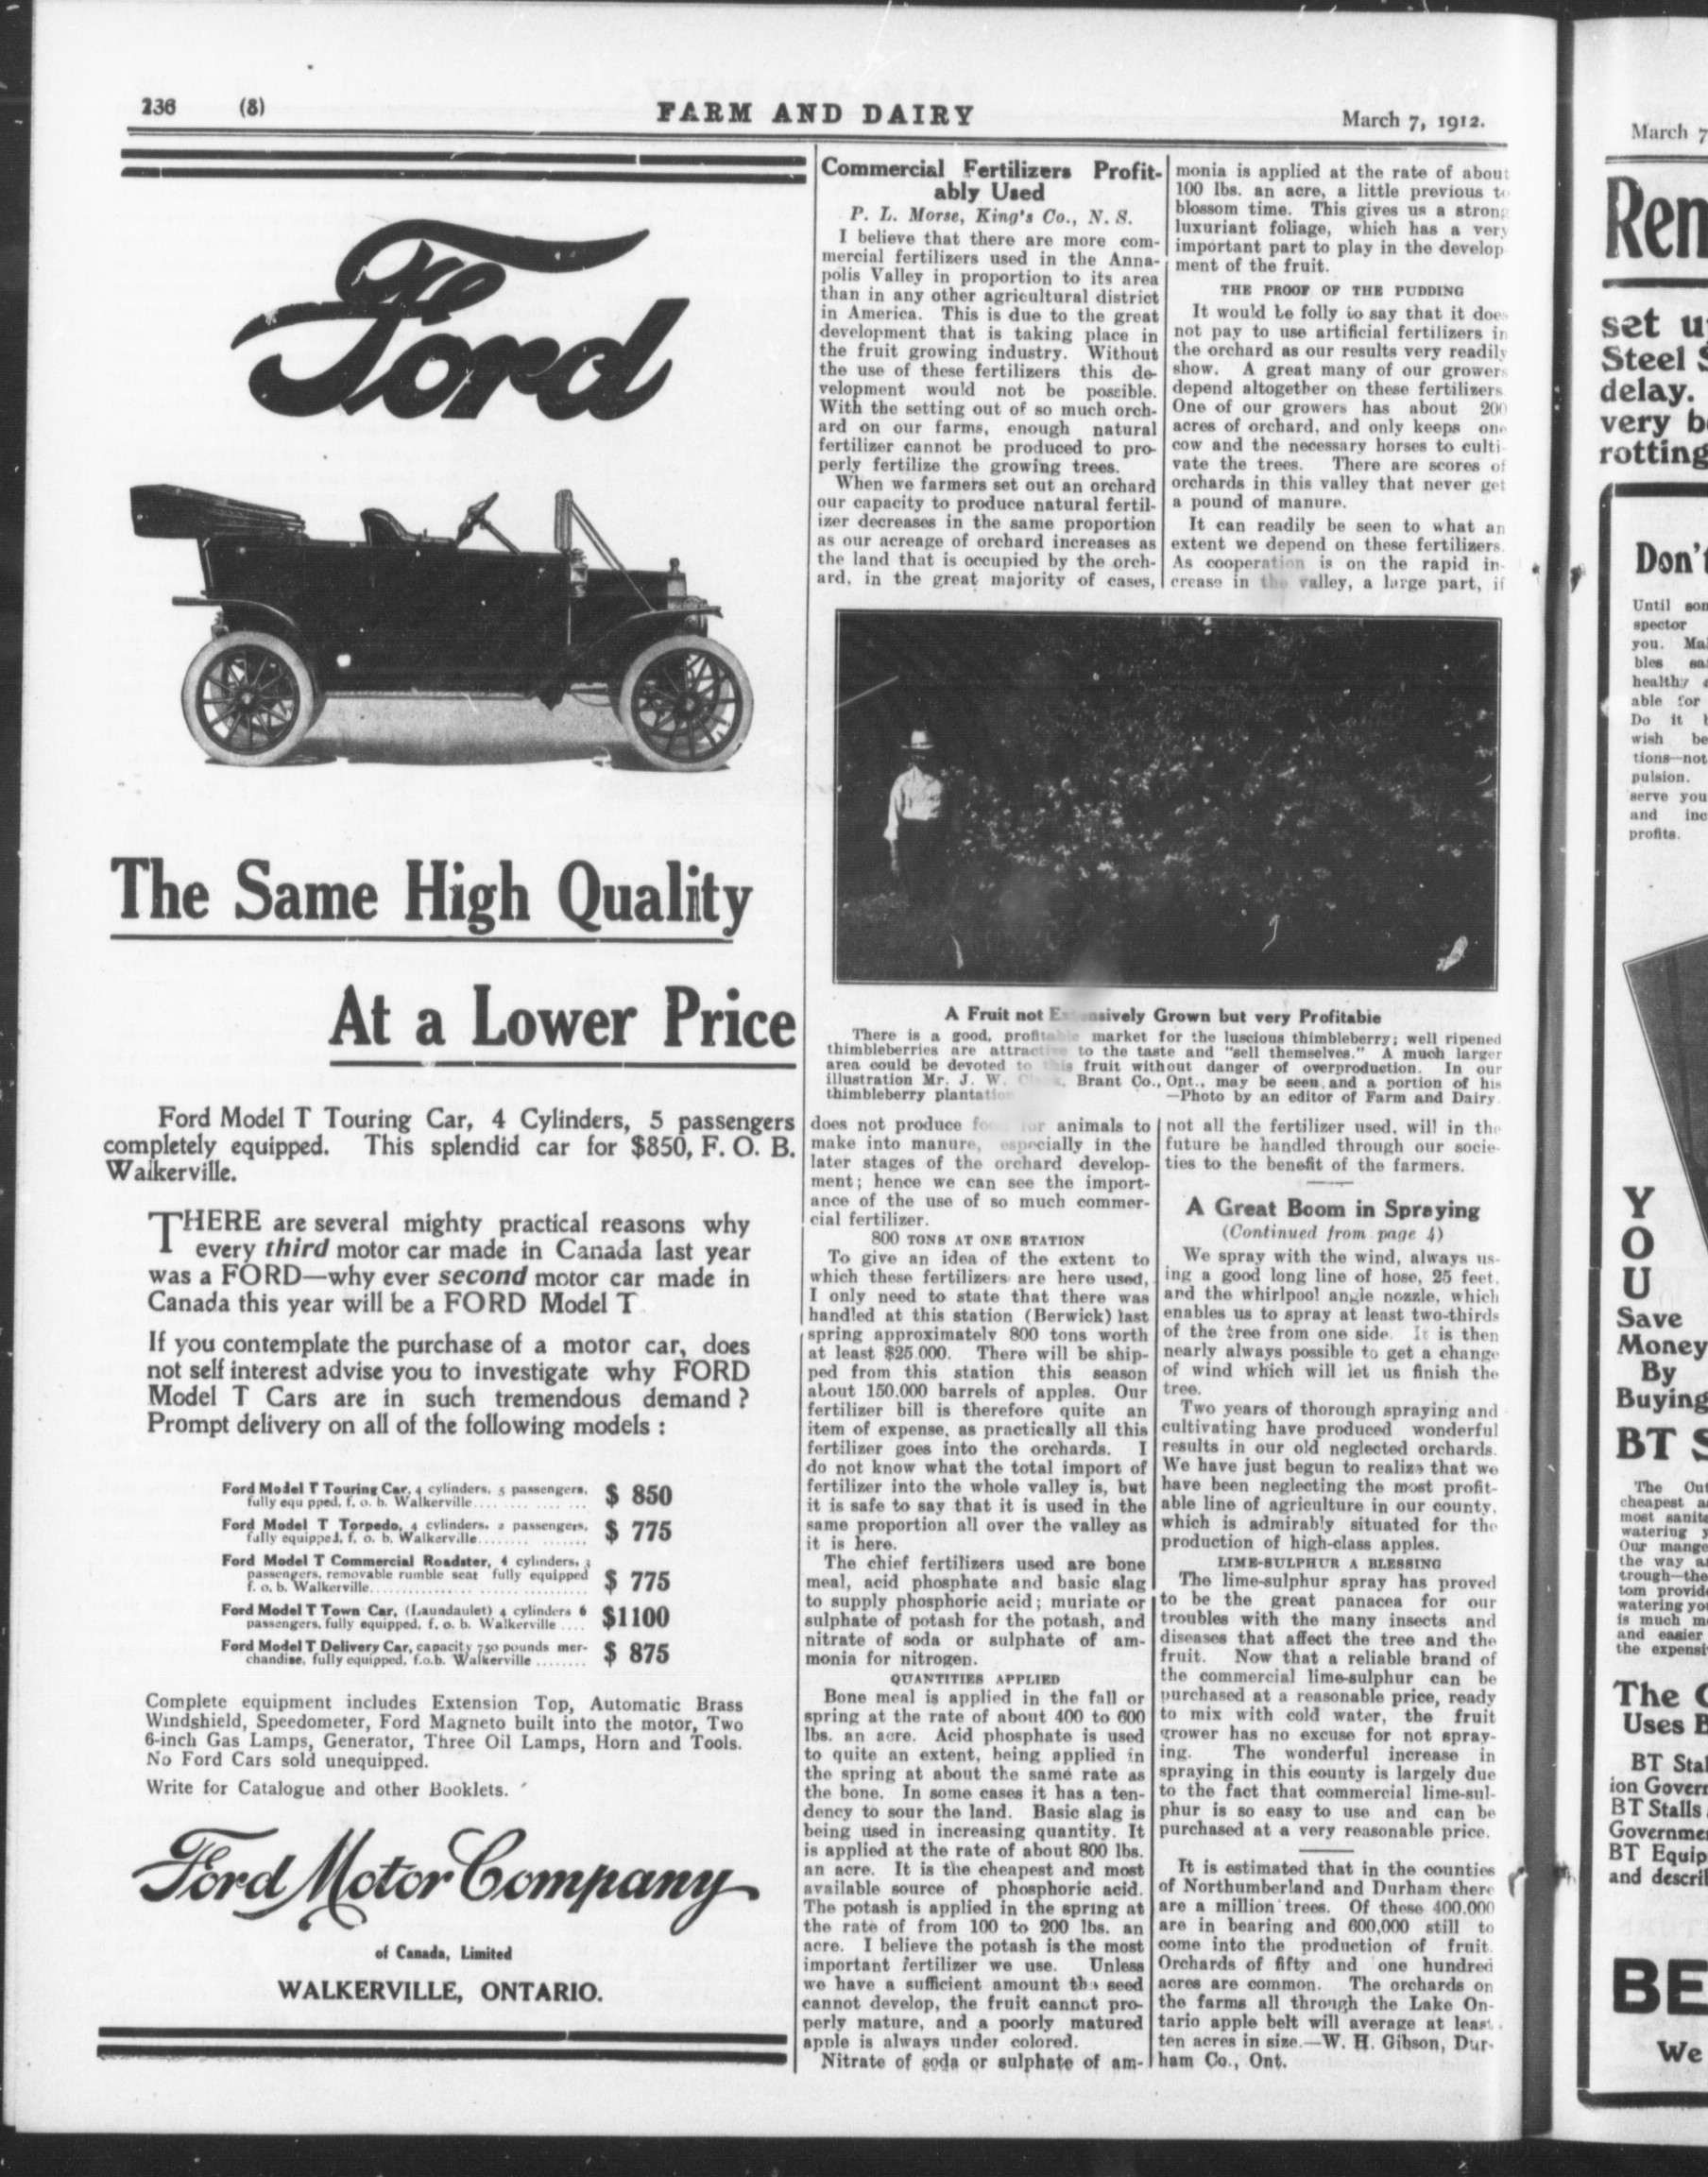 236 (8) FARM AND DAIRY March 7, 1912.
Ford
The Same High Quality
At a Lower Price
Ford Model T Touring Car, 4 Cylinders, 5 passengers
completely equipped. This splendid car for $850, F. O. B.
Walkerville.
THERE are several mighty practical reasons why
every third motor car made in Canada last year
was a FORD—why ever second motor car made in
Canada this year will be a FORD Model T
If you contemplate the purchase of a motor car, does
not self interest advise you to investigate why FORD
Model T Cars are in such tremendous demand?
Prompt delivery on all of the following models:
Ford Model T Touring Car, 4 cylinders, 5 passengers,
fully equ pped, f. o. b. Walkerville.... $ 850
Ford Model T Torpedo, 4 cylinders, 2 passengers,
fully equipped, f. o. b. Walkerville.... $ 775
Ford Model T Commercial Roadster, 4 cylinders, 3
passengers, removable rumble seat fully equipped
f. o. b. Walkerville.... $ 775
Ford Model T Town Car, (Laundaulet) 4 cylinders 6
passengers, fully equipped, f. o. b. Walkerville .... $1100
Ford Model T Delivery Car, capacity 750 pounds mer-
chandise, fully equipped, f.o.b. Walkerville ........ $ 875
Complete equipment includes Extension Top, Automatic Brass
Windshield, Speedometer, Ford Magneto built into the motor, Two
6-inch Gas Lamps, Generator, Three Oil Lamps, Horn and Tools.
No Ford Cars sold unequipped.
Write for Catalogue and other Booklets.
Ford Motor Company
of Canada, Limited
WALKERVILLE, ONTARIO.
Commercial Fertilizers Profit-
ably Used
P. L. Morse, King's Co., N. S.
I believe that there are more com-
mercial fertilizers used in the Anna-
polis Valley in proportion to its area
than in any other agricultural district
in America. This is due to the great
development that is taking place in
the fruit growing industry. Without
the use of these fertilizers this de-
velopment would not be possible.
With the setting out of so much orch-
ard on our farms, enough natural
fertilizer cannot be produced to pro-
perly fertilize the growing trees.
When we farmers set out an orchard
our capacity to produce natural fertil-
izer decreases in the same proportion
as our acreage of orchard increases as
the land that is occupied by the orch-
ard, in the great majority of cases,
monia is applied at the rate of about
100 lbs. an acre, a little previous to
blossom time. This gives us a strong
luxuriant foliage, which has a very
important part to play in the develop
ment of the fruit.
THE PROOF OF THE PUDDING
It would be folly to say that it does
not pay to use artificial fertilizers in
the orchard as our results very readily
show. A great many of our growers
depend altogether on these fertilizers
One of our growers has about 200
acres of orchard, and only keeps one
cow and the necessary horses to culti-
vate the trees. There are scores of
orchards in this valley that never get
a pound of manure.
It can readily be seen to what an
extent we depend on these fertilizers.
As cooperation is on the rapid in-
crease in the valley, a large part, if
A Fruit not Extensively Grown but very Profitable
There is a good, profitable market for the luscious thimbleberry; well ripened
thimbleberries are attractive to the taste and "sell themselves." A much larger
area could be devoted to this fruit without danger of overproduction. In our
illustration Mr. J. W. Brant Co., Ont., may be seen and a portion of his
thimbleberry plantation —Photo by an editor of Farm and Dairy.
does not produce food for animals to
make into manure, especially in the
later stages of the orchard develop-
ment; hence we can see the import-
ance of the use of so much commer-
cial fertilizer.
800 TONS AT ONE STATION
To give an idea of the extent to
which these fertilizers are here used,
I only need to state that there was
handled at this station (Berwick) last
spring approximately 800 tons worth
at least $25.000. There will be ship-
ped from this station this season
about 150.000 barrels of apples. Our
fertilizer bill is therefore quite an
item of expense, as practically all this
fertilizer goes into the orchards. I
do not know what the total import of
fertilizer into the whole valley is, but
it is safe to say that it is used in the
same proportion all over the valley as
it is here.
The chief fertilizers used are bone
meal, acid phosphate and basic slag
to supply phosphoric acid; muriate or
sulphate of potash for the potash, and
nitrate of soda or sulphate of am-
monia for nitrogen.
QUANTITIES APPLIED
Bone meal is applied in the fall or
spring at the rate of about 400 to 600
lbs. an acre. Acid phosphate is used
to quite an extent, being applied in
the spring at about the same rate as
the bone. In some cases it has a ten-
dency to sour the land. Basic slag is
being used in increasing quantity. It
is applied at the rate of about 800 lbs.
an acre. It is the cheapest and most
available source of phosphoric acid.
The potash is applied in the spring at
the rate of from 100 to 200 lbs. an
acre. I believe the potash is the most
important fertilizer we use. Unless
we have a sufficient amount the seed
cannot develop, the fruit cannot pro-
perly mature, and a poorly matured
apple is always under colored.
Nitrate of soda or sulphate of am-
not all the fertilizer used, will in the
future be handled through our socie-
ties to the benefit of the farmers.
A Great Boom in Spraying
(Continued from page 4)
We spray with the wind, always us-
ing a good long line of hose, 25 feet,
and the whirlpool angle nozzle, which
enables us to spray at least two-thirds
of the tree from one side. It is then
nearly always possible to get a change
of wind which will let us finish the
tree.
Two years of thorough spraying and
cultivating have produced wonderful
results in our old neglected orchards.
We have just begun to realize that we
have been neglecting the most profit-
able line of agriculture in our county,
which is admirably situated for the
production of high-class apples.
LIME-SULPHUR A BLESSING
The lime-sulphur spray has proved
to be the great panacea for our
troubles with the many insects and
diseases that affect the tree and the
fruit. Now that a reliable brand of
the commercial lime-sulphur can be
purchased at a reasonable price, ready
to mix with cold water, the fruit
grower has no excuse for not spray-
ing. The wonderful increase in
spraying in this county is largely due
to the fact that commercial lime-sul-
phur is so easy to use and can be
purchased at a very reasonable price.
It is estimated that in the counties
of Northumberland and Durham there
are a million trees. Of these 400.000
are in bearing and 600,000 still to
come into the production of fruit.
Orchards of fifty and one hundred
acres are common. The orchards on
the farms all through the Lake On-
tario apple belt will average at least
ten acres in size.—W. H. Gibson, Dur-
ham Co., Ont.
March 7
Ren
set u
Steel S
delay.
very b
rotting
Don't
Until som
spector
you. Mak
bles sa
healthy
able for
Do it b
wish be
tions—not
pulsion.
serve you
and inc
profits.
YOU
Save
Money
By
Buying
BT S
The Out
cheapest a
most sanita
watering y
Our mange
the way a
trough—the
tom provide
watering yo
is much mo
and easier
the expensi
The
Uses B
BT Stal
ion Govern
BT Stalls
Governme
BT Equip
and descri
BE
We